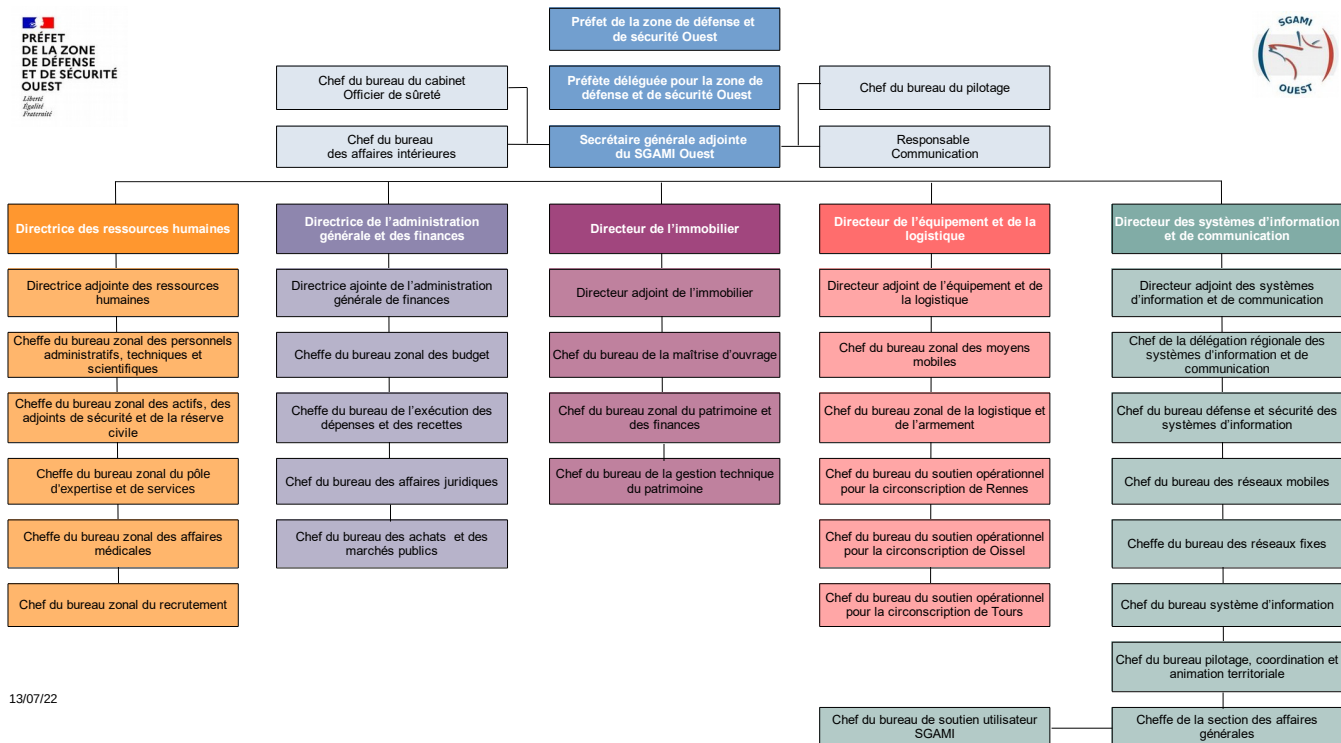 PRÉFET
DE LA ZONE
DE DÉFENSE
ET DE SÉCURITÉ
OUEST
Liberté
Égalité
Fraternité
Préfet de la zone de défense et
de sécurité Ouest
SGAMI
OUEST
Chef du bureau du cabinet
Officier de sûreté
Préfète déléguée pour la zone de
défense et de sécurité Ouest
Chef du bureau du pilotage
Chef du bureau
des affaires intérieures
Secrétaire générale adjointe
du SGAMI Ouest
Responsable
Communication
Directrice des ressources humaines
Directrice adjointe des ressources
humaines
Cheffe du bureau zonal des personnels
administratifs, techniques et
scientifiques
Cheffe du bureau zonal des actifs, des
adjoints de sécurité et de la réserve
civile
Cheffe du bureau zonal du pôle
d'expertise et de services
Cheffe du bureau zonal des affaires
médicales
Chef du bureau zonal du recrutement
Directrice de l'administration
générale et des finances
Directrice ajointe de l'administration
générale de finances
Cheffe du bureau zonal des budget
Cheffe du bureau de l'exécution des
dépenses et des recettes
Chef du bureau des affaires juridiques
Chef du bureau des achats et des
marchés publics
Directeur de l'immobilier
Directeur adjoint de l'immobilier
Chef du bureau de la maîtrise d'ouvrage
Chef du bureau zonal du patrimoine et
des finances
Chef du bureau de la gestion technique
du patrimoine
Directeur de l'équipement et de la
logistique
Directeur adjoint de l'équipement et de
la logistique
Chef du bureau zonal des moyens
mobiles
Chef du bureau zonal de la logistique et
de l'armement
Chef du bureau du soutien opérationnel
pour la circonscription de Rennes
Chef du bureau du soutien opérationnel
pour la circonscription de Oissel
Chef du bureau du soutien opérationnel
pour la circonscription de Tours
Directeur des systèmes d'information
et de communication
Directeur adjoint des systèmes
d'information et de communication
Chef de la délégation régionale des
systèmes d'information et de
communication
Chef du bureau défense et sécurité des
systèmes d'information
Chef du bureau des réseaux mobiles
Cheffe du bureau des réseaux fixes
Chef du bureau système d'information
Chef du bureau pilotage, coordination et
animation territoriale
Cheffe de la section des affaires
générales
Chef du bureau de soutien utilisateur
SGAMI
13/07/22